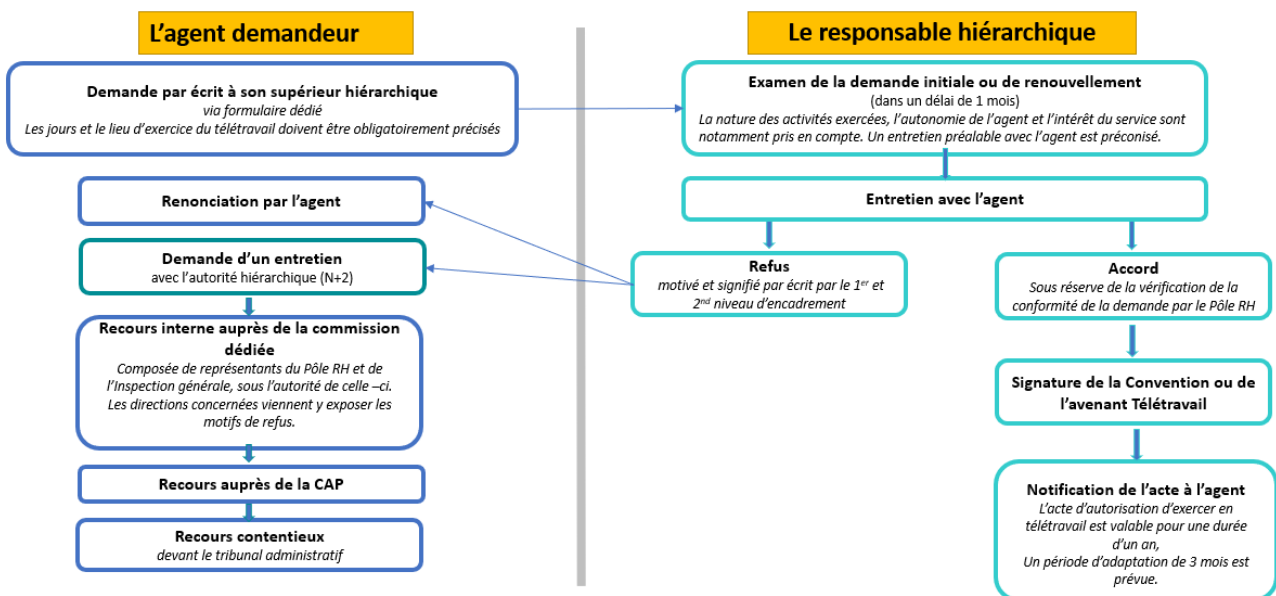 L'agent demandeur
Demande par écrit à son supérieur hiérarchique
via formulaire dédié
Les jours et le lieu d'exercice du télétravail doivent être obligatoirement précisés
Renonciation par l'agent
Demande d'un entretien
avec l'autorité hiérarchique (N+2)
Recours interne auprès de la commission
dédiée
Composée de représentants du Pôle RH et de
l'Inspection générale, sous l'autorité de celle –ci.
Les directions concernées viennent y exposer les
motifs de refus.
Recours auprès de la CAP
Recours contentieux
devant le tribunal administratif
Le responsable hiérarchique
Examen de la demande initiale ou de renouvellement
(dans un délai de 1 mois)
La nature des activités exercées, l'autonomie de l'agent et l'intérêt du service sont
notamment pris en compte. Un entretien préalable avec l'agent est préconisé.
Entretien avec l'agent
Refus
motivé et signifié par écrit par le 1er et
2nd niveau d'encadrement
Accord
Sous réserve de la vérification de la
conformité de la demande par le Pôle RH
Signature de la Convention ou de
l'avenant Télétravail
Notification de l'acte à l'agent
L'acte d'autorisation d'exercer en
télétravail est valable pour une durée
d'un an,
Un période d'adaptation de 3 mois est
prévue.